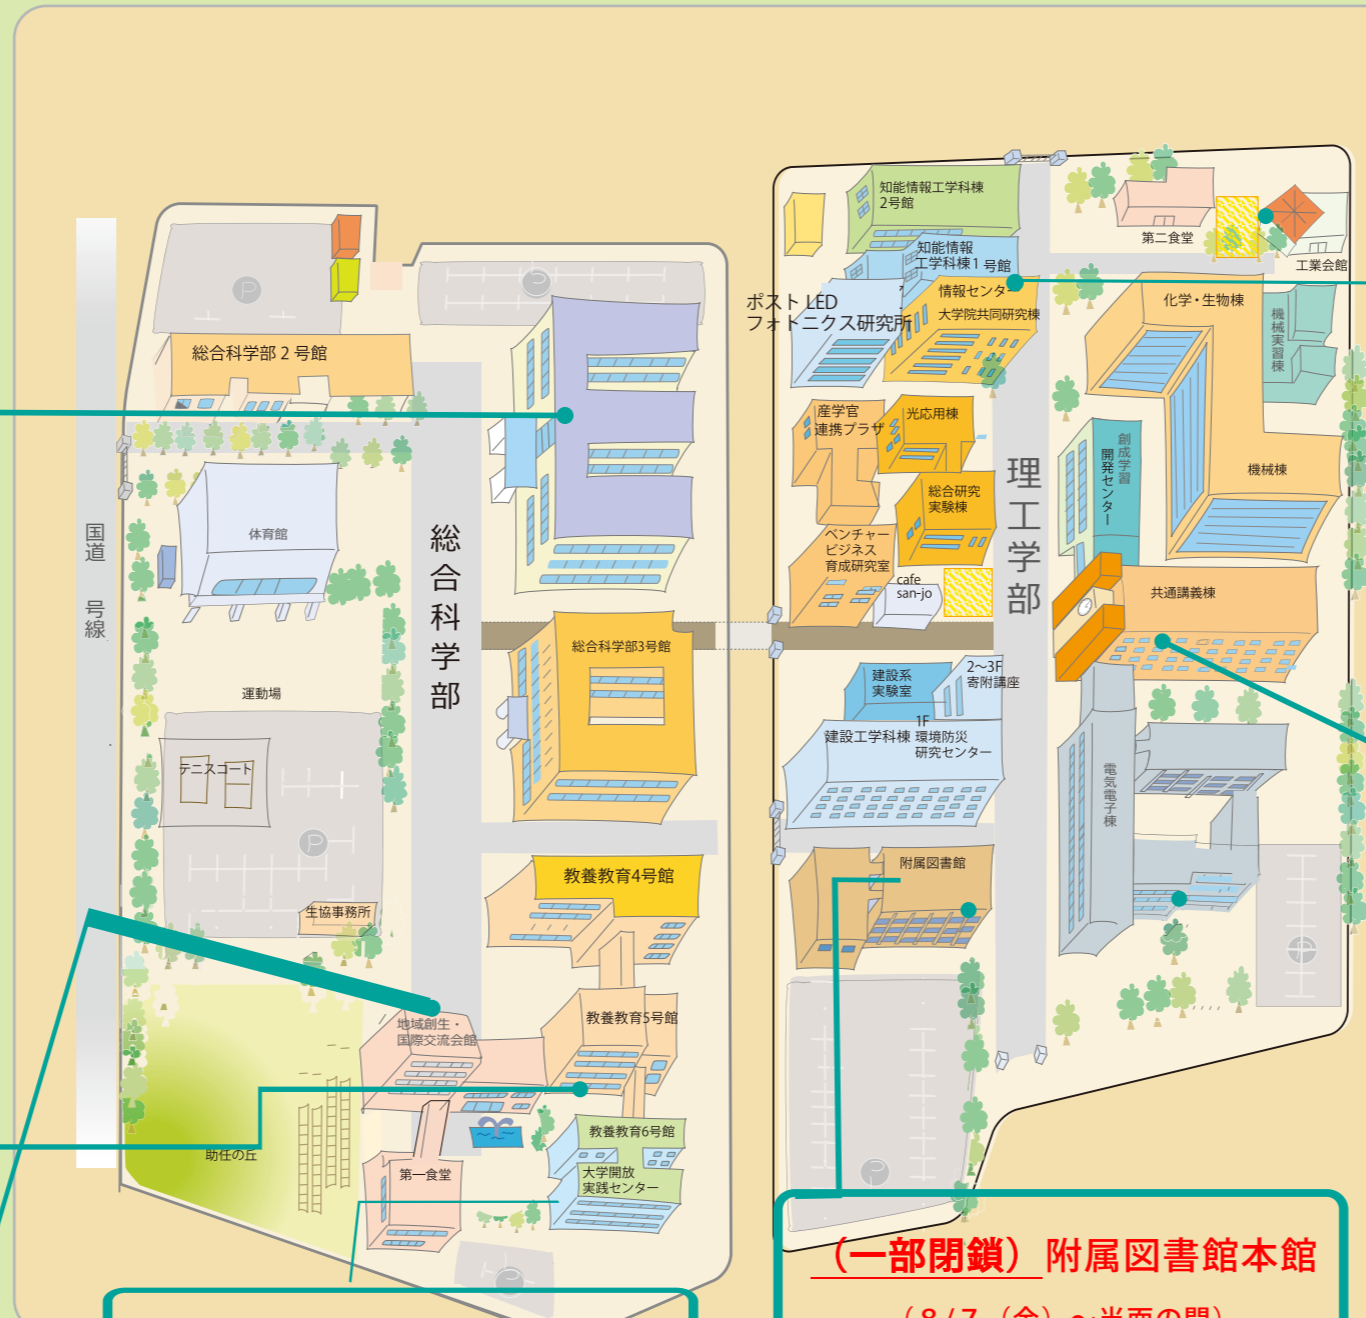 総合科学部 2 号館
体育館
国道
号線
総合科学部
総合科学部3号館
運動場
テニスコート
生協事務所
教養教育4号館
地域創生・
国際交流会館
教養教育5号館
教養教育6号館
大学開放
実践センター
助任の丘
第一食堂
P
P
P
P
知能情報工学科棟
2号館
知能情報
工学科棟1 号館
ポスト LED
フォトニクス研究所
情報センター
大学院共同研究棟
産学官
連携プラザ
光応用棟
総合研究
実験棟
ベンチャー
ビジネス
育成研究室
cafe
san-jo
理工学部
第二食堂
工業会館
化学・生物棟
機械実習棟
創成学習
開発センター
機械棟
共通講義棟
建設系
実験室
2〜3F
寄附講座
建設工学科棟
1F
環境防災
研究センター
電気電子棟
附属図書館
P
P
（一部閉鎖）附属図書館本館
（8/7（金）〜当面の間）